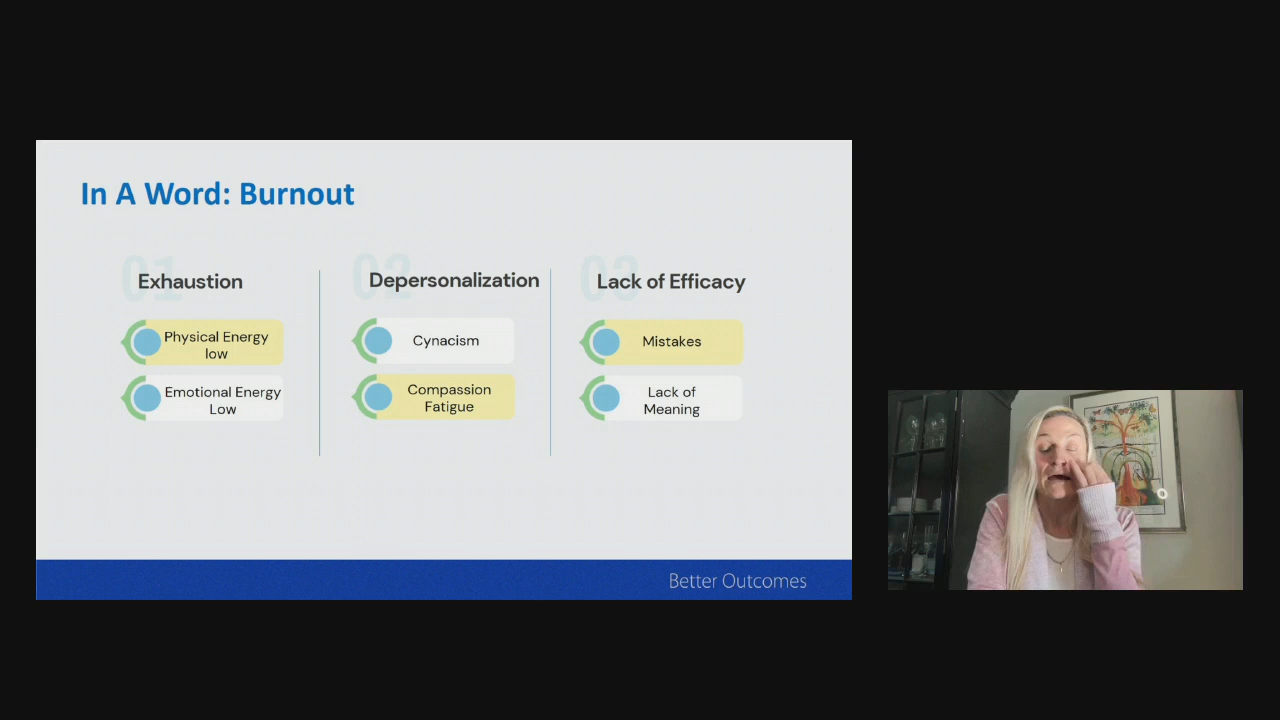 In A Word: Burnout
01
Exhaustion
Physical Energy
low
Emotional Energy
Low
02
Depersonalization
Cynacism
Compassion
Fatigue
03
Lack of Efficacy
Mistakes
Lack of
Meaning
Better Outcomes